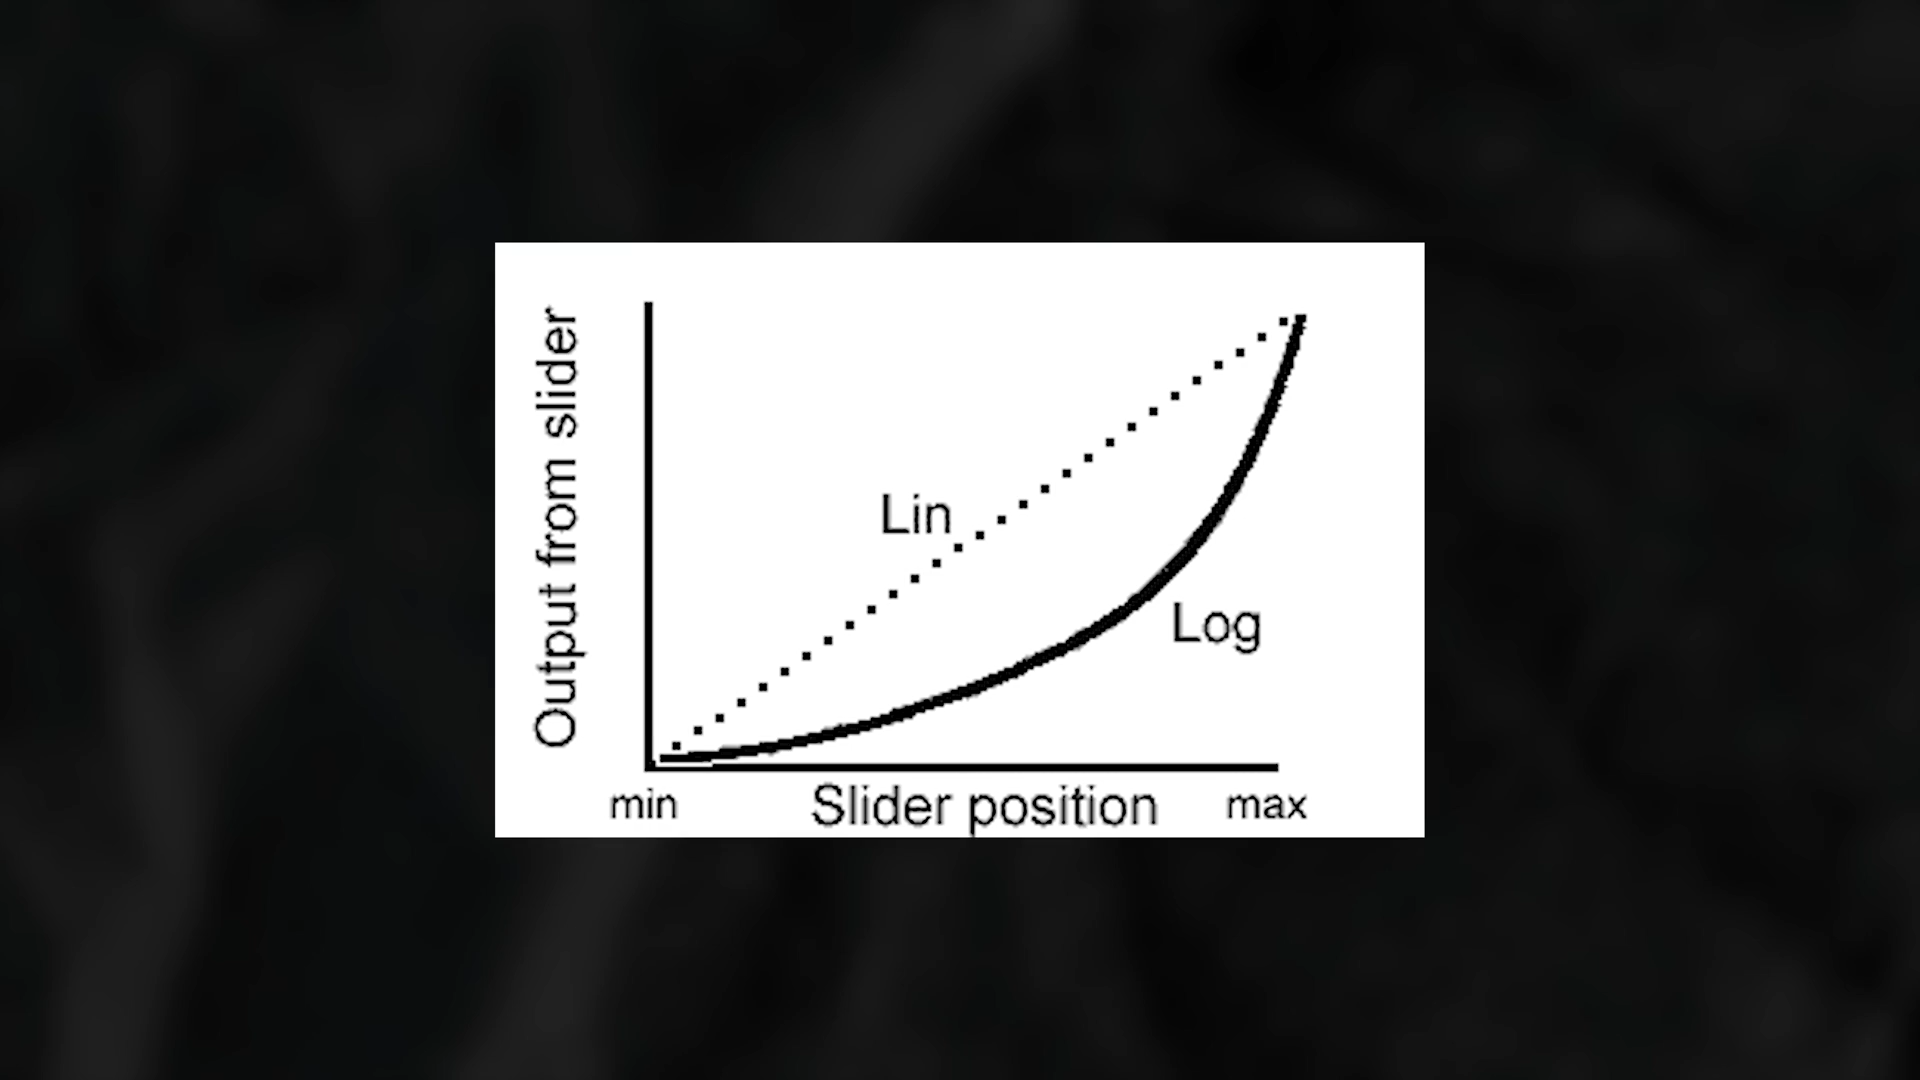 Output from slider
Lin
Log
min
Slider position
max